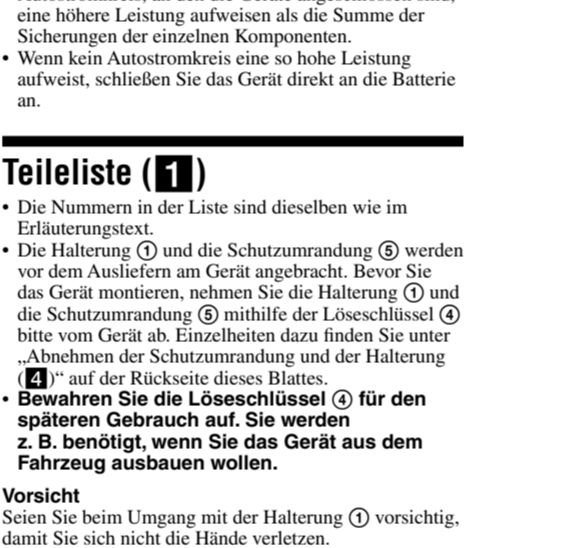 eine höhere Leistung aufweisen als die Summe der
Sicherungen der einzelnen Komponenten.
• Wenn kein Autostromkreis eine so hohe Leistung
aufweist, schließen Sie das Gerät direkt an die Batterie
an.
Teileliste (1)
• Die Nummern in der Liste sind dieselben wie im
Erläuterungstext.
• Die Halterung ① und die Schutzumrandung ⑤ werden
vor dem Ausliefern am Gerät angebracht. Bevor Sie
das Gerät montieren, nehmen Sie die Halterung ① und
die Schutzumrandung ⑤ mithilfe der Löseschlüssel ④
bitte vom Gerät ab. Einzelheiten dazu finden Sie unter
„Abnehmen der Schutzumrandung und der Halterung
(4)“ auf der Rückseite dieses Blattes.
• Bewahren Sie die Löseschlüssel ④ für den
späteren Gebrauch auf. Sie werden
z. B. benötigt, wenn Sie das Gerät aus dem
Fahrzeug ausbauen wollen.
Vorsicht
Seien Sie beim Umgang mit der Halterung ① vorsichtig,
damit Sie sich nicht die Hände verletzen.